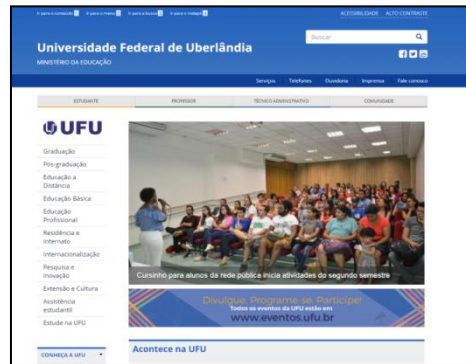 Ir para o conteúdo 1 Ir para o menu 2 Ir para a busca 3 Ir para o rodapé 4
ACESSIBILIDADE ALTO CONTRASTE
Universidade Federal de Uberlândia
MINISTÉRIO DA EDUCAÇÃO
Buscar
Serviços Telefones Ouvidoria Imprensa Fale conosco
ESTUDANTE PROFESSOR TÉCNICO ADMINISTRATIVO COMUNIDADE
UFU
Graduação
Pós-graduação
Educação a
Distância
Educação Básica
Educação
Profissional
Residência e
Internato
Internacionalização
Pesquisa e
Inovação
Extensão e Cultura
Assistência
estudantil
Estude na UFU
CONHEÇA A UFU
Cursinho para alunos da rede pública inicia atividades do segundo semestre
Divulgue. Programe-se. Participe!
Todos os eventos da UFU estão em
www.eventos.ufu.br
Acontece na UFU